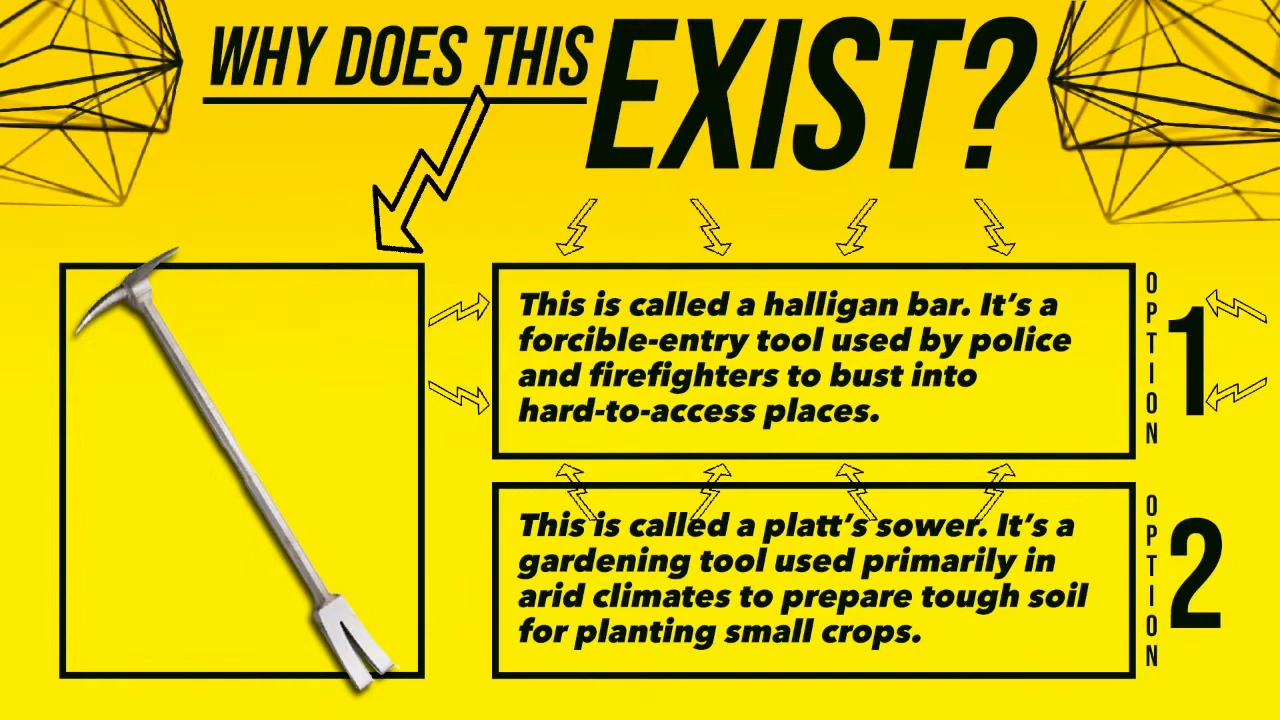 WHY DOES THIS EXIST?
This is called a halligan bar. It's a
forcible-entry tool used by police
and firefighters to bust into
hard-to-access places.
OPTION 1
This is called a platt's sower. It's a
gardening tool used primarily in
arid climates to prepare tough soil
for planting small crops.
OPTION 2